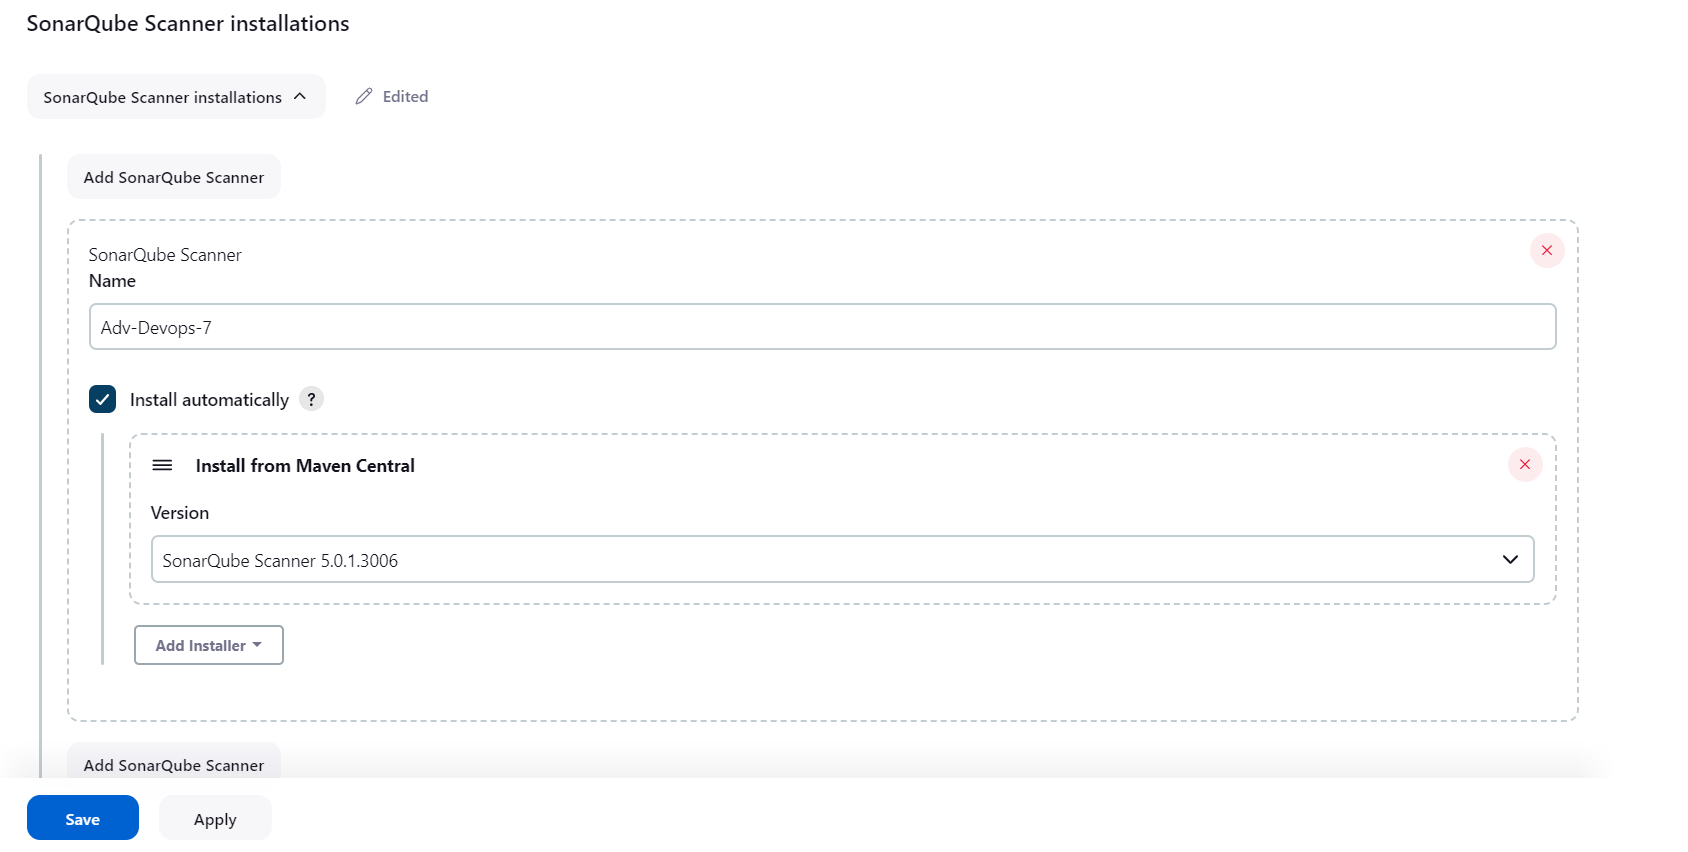 SonarQube Scanner installations
SonarQube Scanner installations
Edited
Add SonarQube Scanner
SonarQube Scanner
Name
Adv-Devops-7
Install automatically ?
Install from Maven Central
Version
SonarQube Scanner 5.0.1.3006
Add Installer
Add SonarQube Scanner
Save
Apply